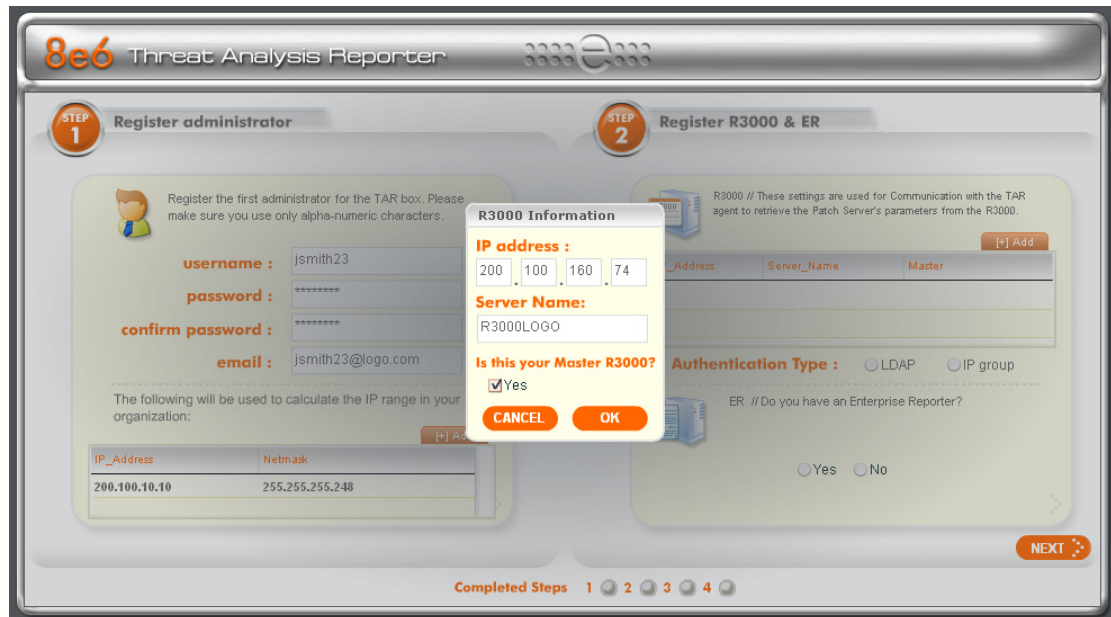 8e6 Threat Analysis Reporter
STEP 1
Register administrator
Register the first administrator for the TAR box. Please
make sure you use only alpha-numeric characters.
username : jsmith23
password : ********
confirm password : ********
email : jsmith23@logo.com
The following will be used to calculate the IP range in your
organization:
[+]
IP_Address Netmask
200.100.10.10 255.255.255.248
R3000 Information
IP address :
200 . 100 . 160 . 74
Server Name:
R3000LOGO
Is this your Master R3000?
Yes
CANCEL OK
STEP 2
Register R3000 & ER
R3000 // These settings are used for Communication with the TAR
agent to retrieve the Patch Server's parameters from the R3000.
[+] Add
_Address Server_Name Master
Authentication Type : LDAP IP group
ER // Do you have an Enterprise Reporter?
Yes No
NEXT
Completed Steps 1 2 3 4